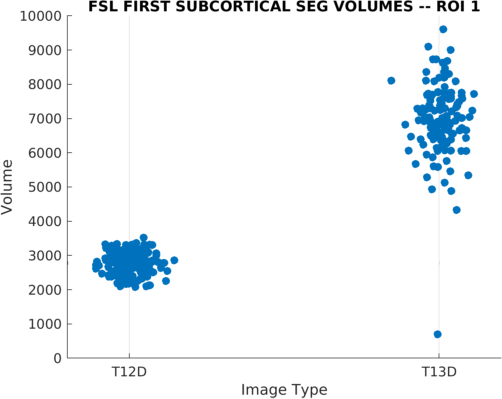 FSL FIRST SUBCORTICAL SEG VOLUMES -- ROI 1
10000
9000
8000
7000
6000
5000
4000
3000
2000
1000
0
Volume
T12D T13D
Image Type